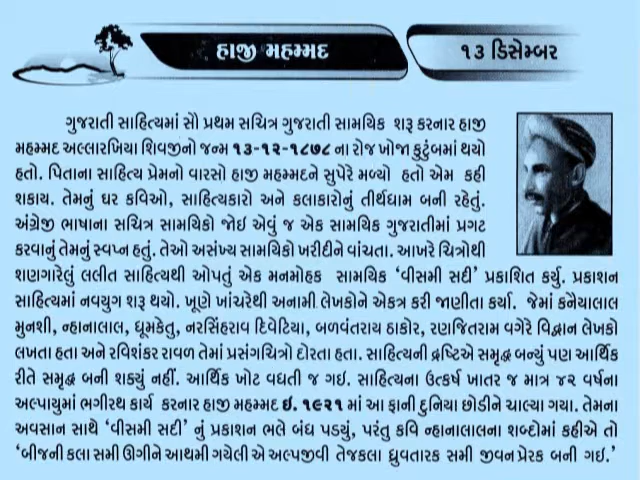 હાજી મહમ્મદ
૧૩ ડિસેમ્બર
ગુજરાતી સાહિત્યમાં સૌ પ્રથમ સચિત્ર ગુજરાતી સામયિક શરૂ કરનાર હાજી
મહમ્મદ અલ્લારખિયા શિવજીનો જન્મ ૧૩-૧૨-૧૮૭૮ ના રોજ ખોજા કુટુંબમાં થયો
હતો. પિતાના સાહિત્ય પ્રેમનો વારસો હાજી મહમ્મદને સુપેરે મળ્યો હતો એમ કહી
શકાય. તેમનું ઘર કવિઓ, સાહિત્યકારો અને કલાકારોનું તીર્થધામ બની રહેતું.
અંગ્રેજી ભાષાના સચિત્ર સામયિકો જોઇ એવું જ એક સામયિક ગુજરાતીમાં પ્રગટ
કરવાનું તેમનું સ્વપ્ન હતું. તેઓ અસંખ્ય સામયિકો ખરીદીને વાંચતા. આખરે ચિત્રોથી
શણગારેલું લલીત સાહિત્યથી ઓપતું એક મનમોહક સામયિક ‘વીસમી સદી’ પ્રકાશિત કર્યુ. પ્રકાશન
સાહિત્યમાં નવયુગ શરૂ થયો. ખૂણે ખાંચરેથી અનામી લેખકોને એકત્ર કરી જાણીતા કર્યા. જેમાં કનૈયાલાલ
મુનશી, ન્હાનાલાલ, ધૂમકેતુ, નરસિંહરાવ દિવેટિયા, બળવંતરાય ઠાકોર, રણજિતરામ વગેરે વિદ્વાન લેખકો
લખતા હતા અને રવિશંકર રાવળ તેમાં પ્રસંગચિત્રો દોરતા હતા. સાહિત્યની દ્રષ્ટિએ સમૃદ્ધ બન્યું પણ આર્થિક
રીતે સમૃદ્ધ બની શક્યું નહીં. આર્થિક ખોટ વધતી જ ગઇ. સાહિત્યના ઉત્કર્ષ ખાતર જ માત્ર ૪૨ વર્ષના
અલ્પાયુમાં ભગીરથ કાર્ય કરનાર હાજી મહમ્મદ ઇ. ૧૯૨૧ માં આ ફાની દુનિયા છોડીને ચાલ્યા ગયા. તેમના
અવસાન સાથે ‘વીસમી સદી’ નું પ્રકાશન ભલે બંધ પડયું, પરંતુ કવિ ન્હાનાલાલના શબ્દોમાં કહીએ તો
‘બીજની કલા સમી ઊગીને આથમી ગયેલી એ અલ્પજીવી તેજકલા ધ્રુવતારક સમી જીવન પ્રેરક બની ગઇ.’